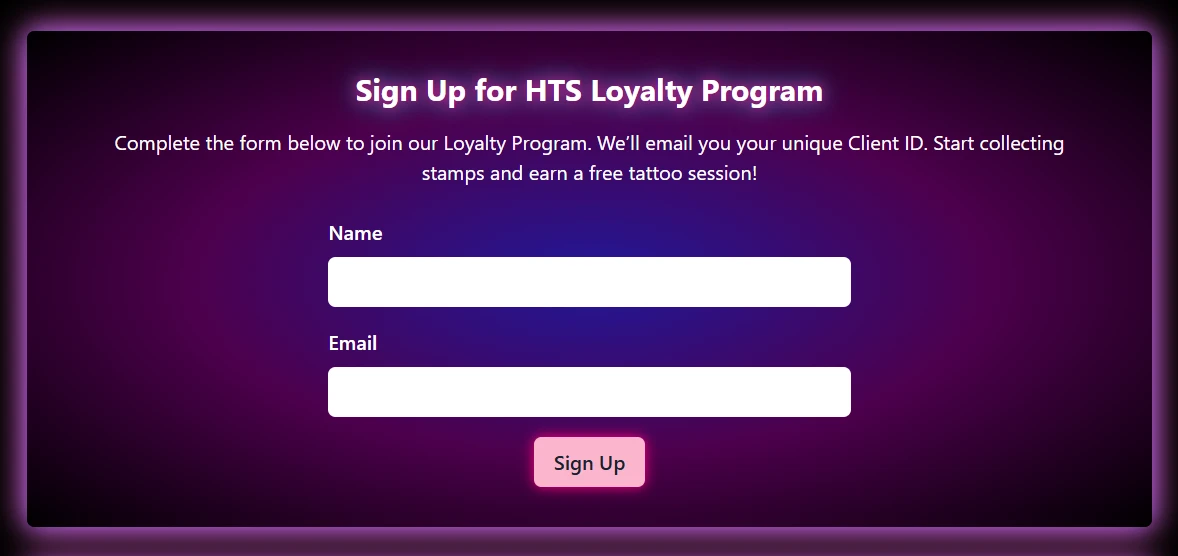 Sign Up for HTS Loyalty Program
Complete the form below to join our Loyalty Program. We’ll email you your unique Client ID. Start collecting
stamps and earn a free tattoo session!
Name
Email
Sign Up